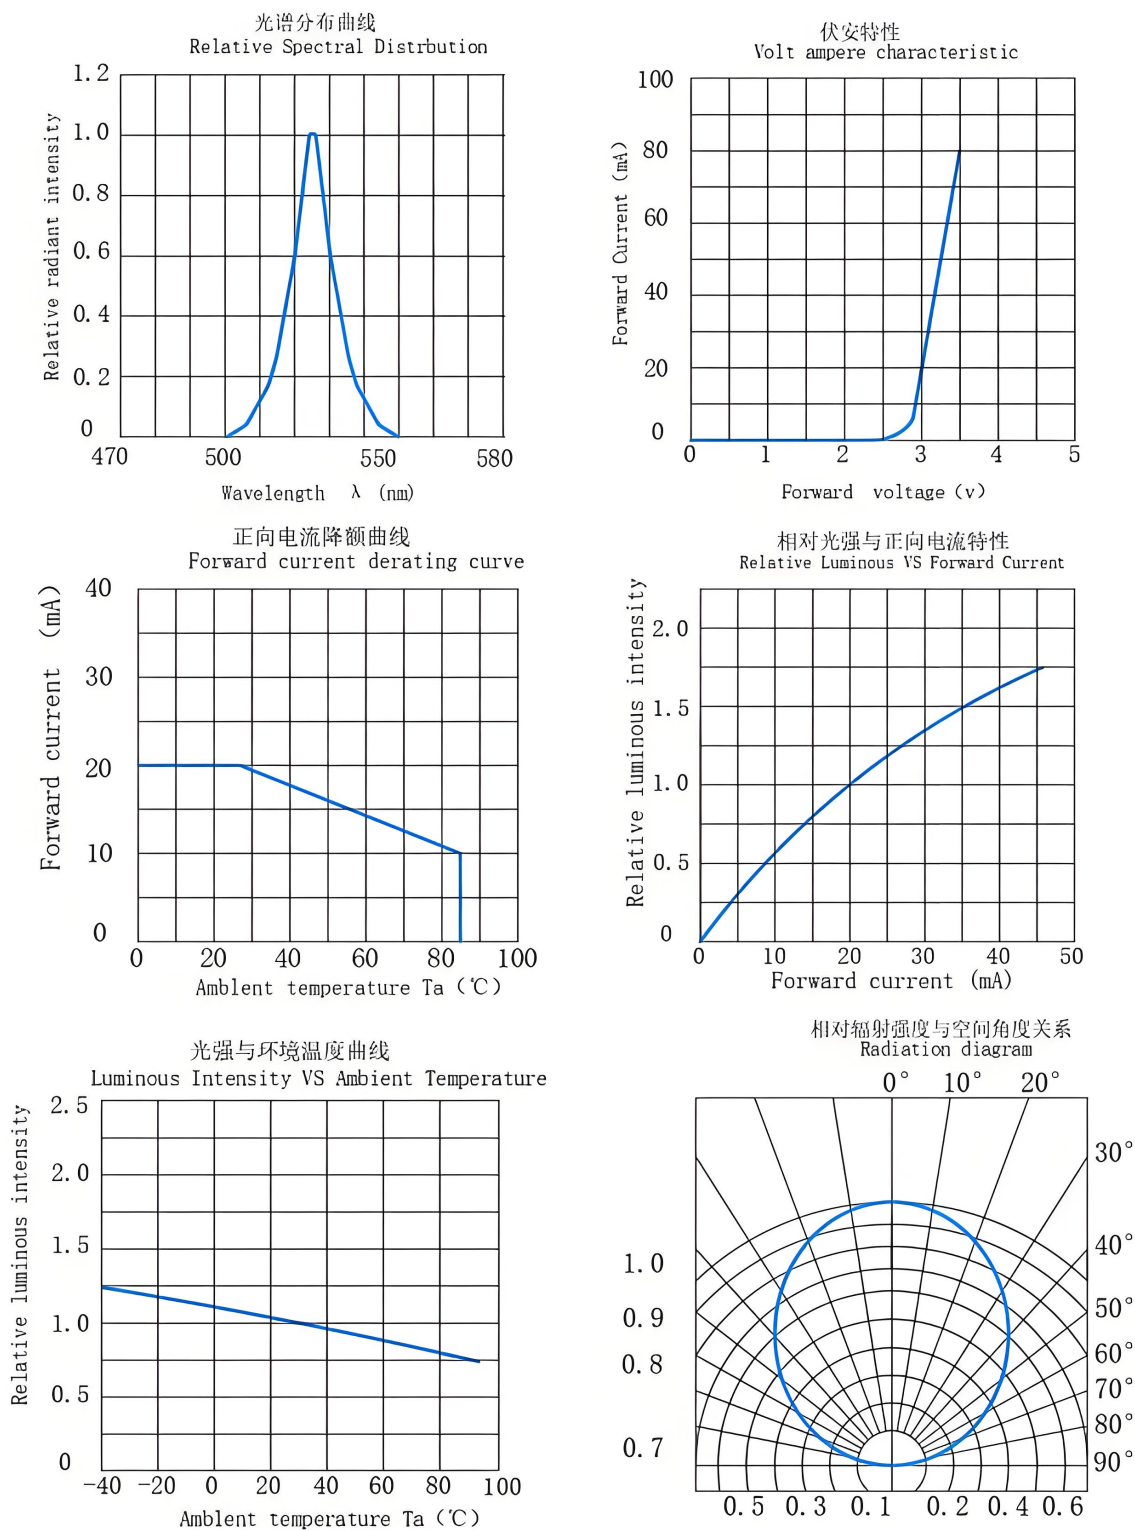 光谱分布曲线
Relative Spectral Distrbution
1.2
1.0
0.8
0.6
0.4
0.2
0
Relative radiant intensity
470 500 550 580
Wavelength λ (nm)
伏安特性
Volt ampere characteristic
100
80
60
40
20
0
Forward Current (mA)
0 1 2 3 4 5
Forward voltage (v)
正向电流降额曲线
Forward current derating curve
40
30
20
10
0
Forward current (mA)
0 20 40 60 80 100
Amblent temperature Ta (℃)
相对光强与正向电流特性
Relative Luminous VS Forward Current
2.0
1.5
1.0
0.5
0
Relative luminous intensity
0 10 20 30 40 50
Forward current (mA)
光强与环境温度曲线
Luminous Intensity VS Ambient Temperature
2.5
2.0
1.5
1.0
0.5
0
Relative luminous intensity
-40 -20 0 20 40 60 80 100
Ambient temperature Ta (℃)
相对辐射强度与空间角度关系
Radiation diagram
0° 10° 20°
30°
40°
50°
60°
70°
80°
90°
1.0
0.9
0.8
0.7
0.5 0.3 0.1 0.2 0.4 0.6